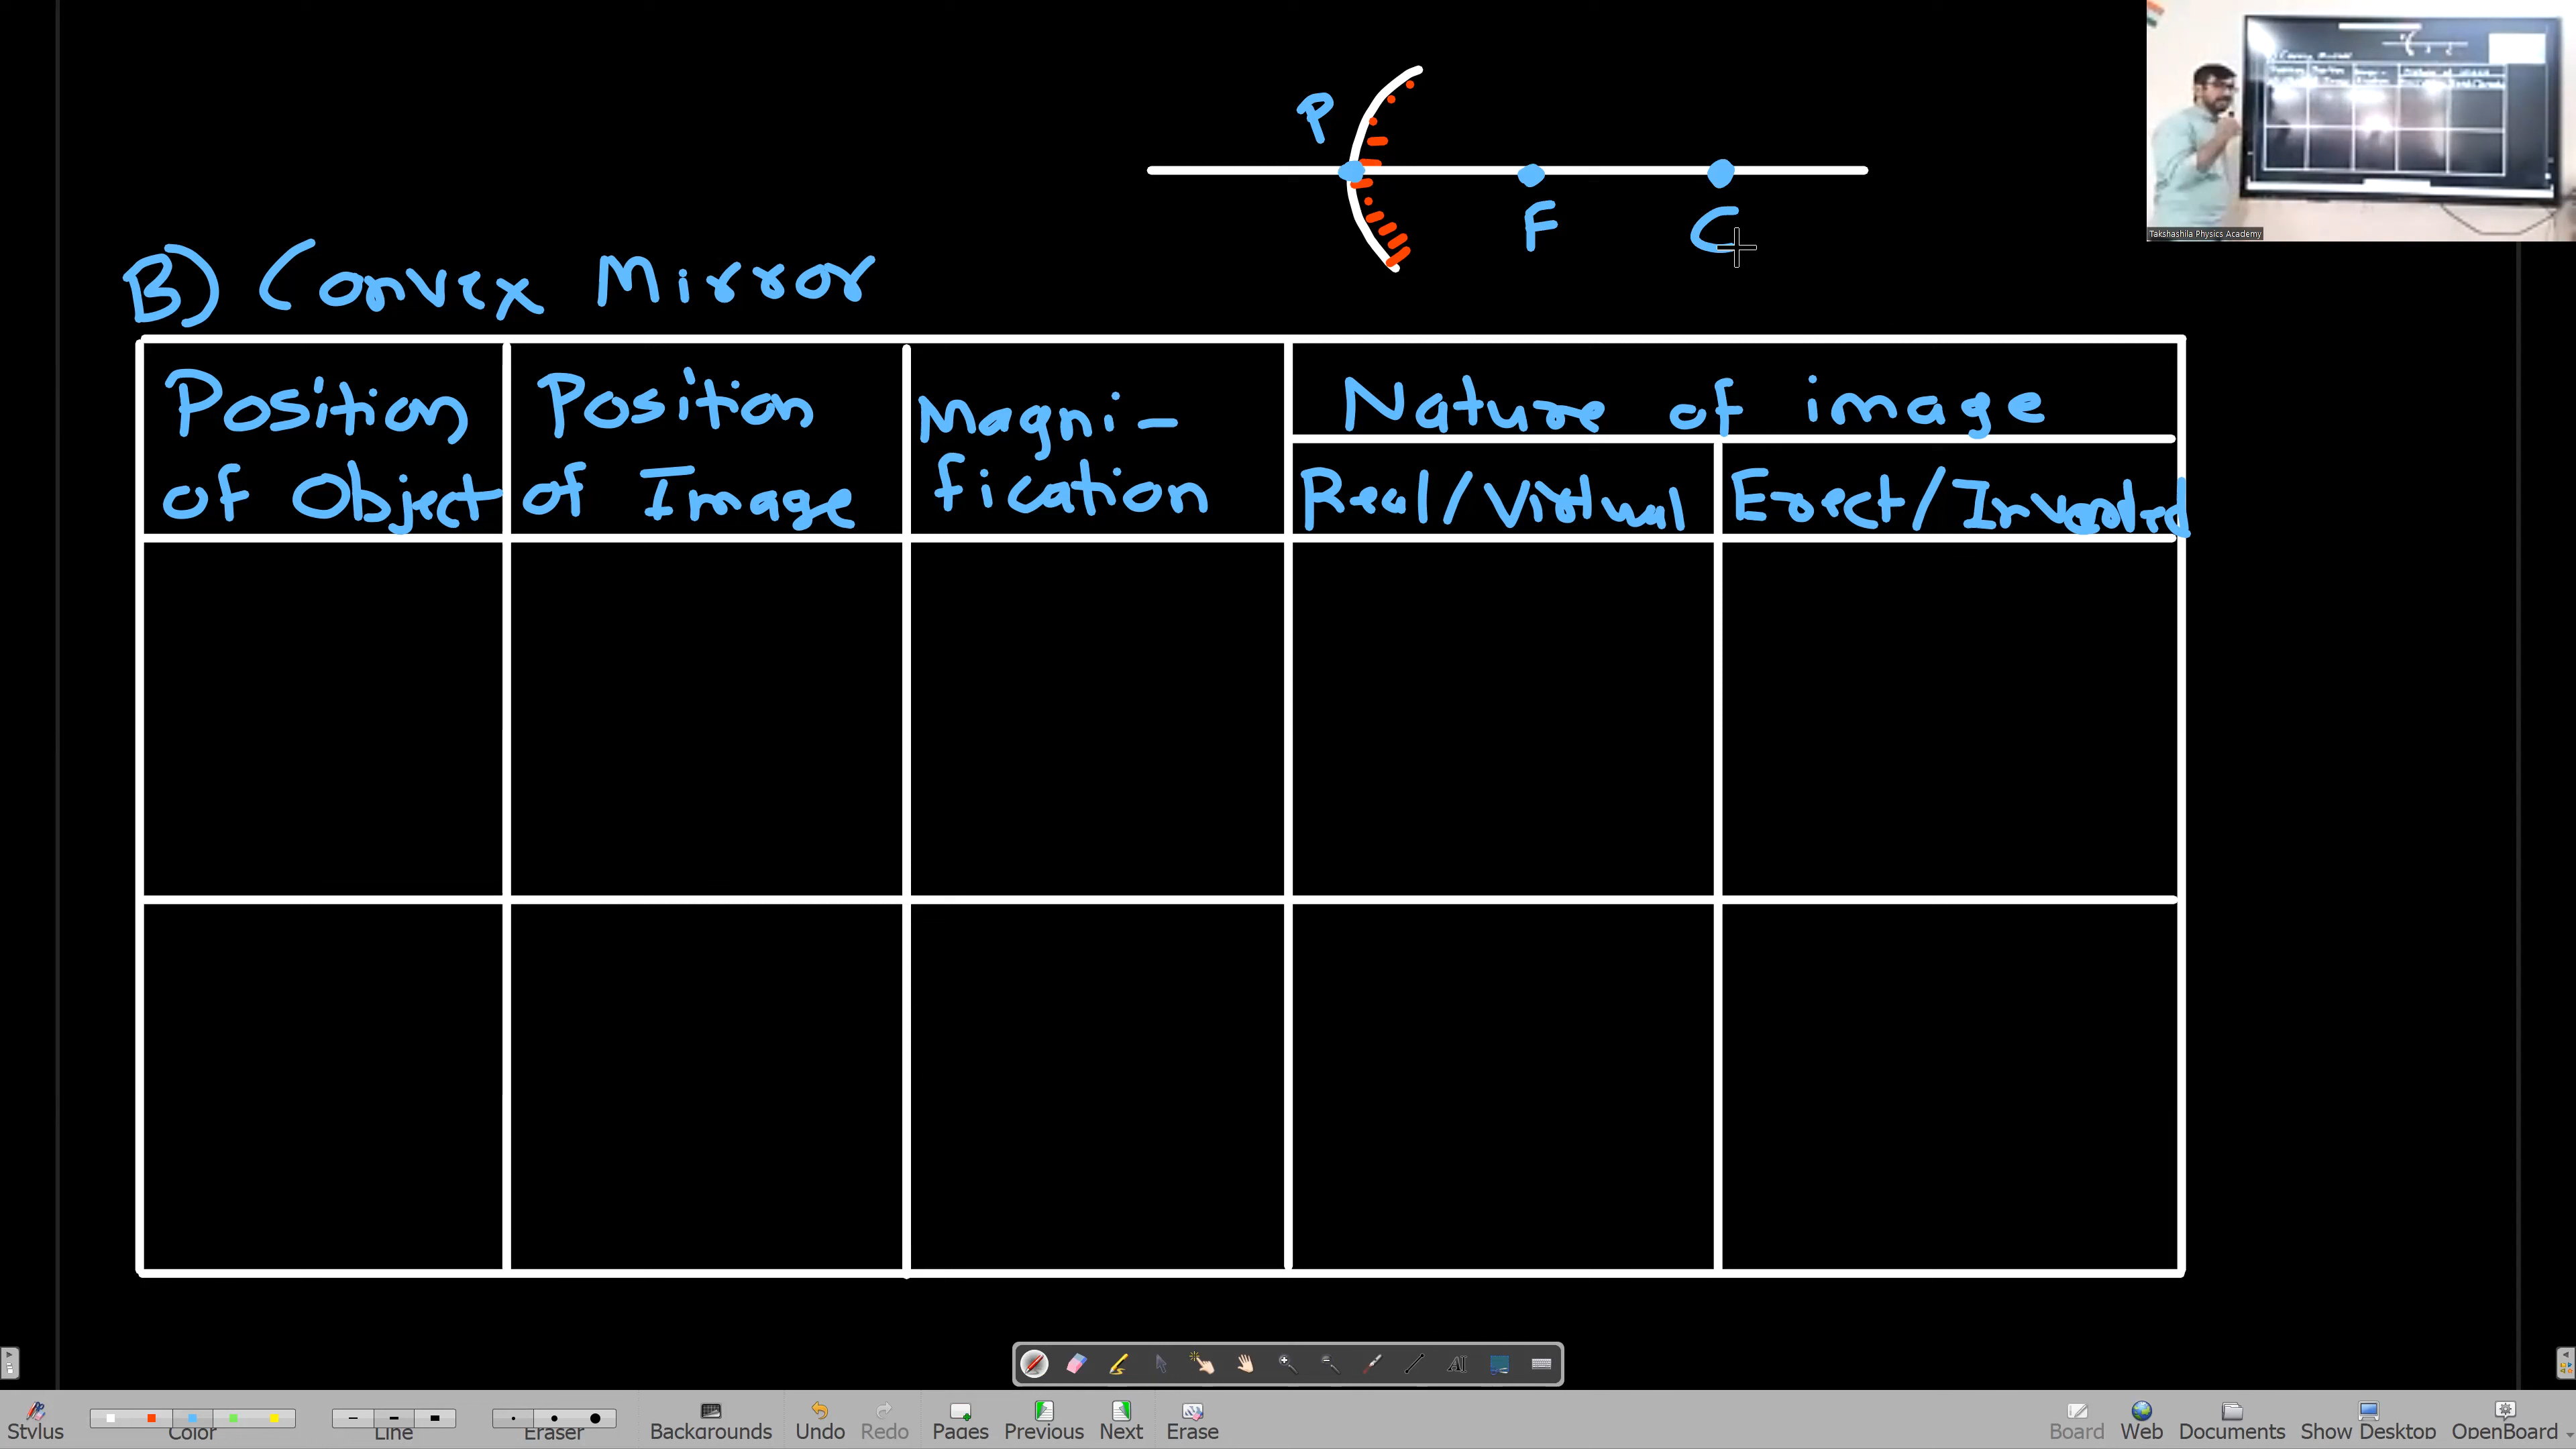 P
F
C
B) Convex Mirror
Position of Object
Position of Image
Magni-
fication
Nature of image
Real/Virtual
Erect/Inverted
Takshashila Physics Academy
Stylus
Color
Line
Eraser
Backgrounds
Undo
Redo
Pages
Previous
Next
Erase
Board
Web
Documents
Show Desktop
OpenBoard